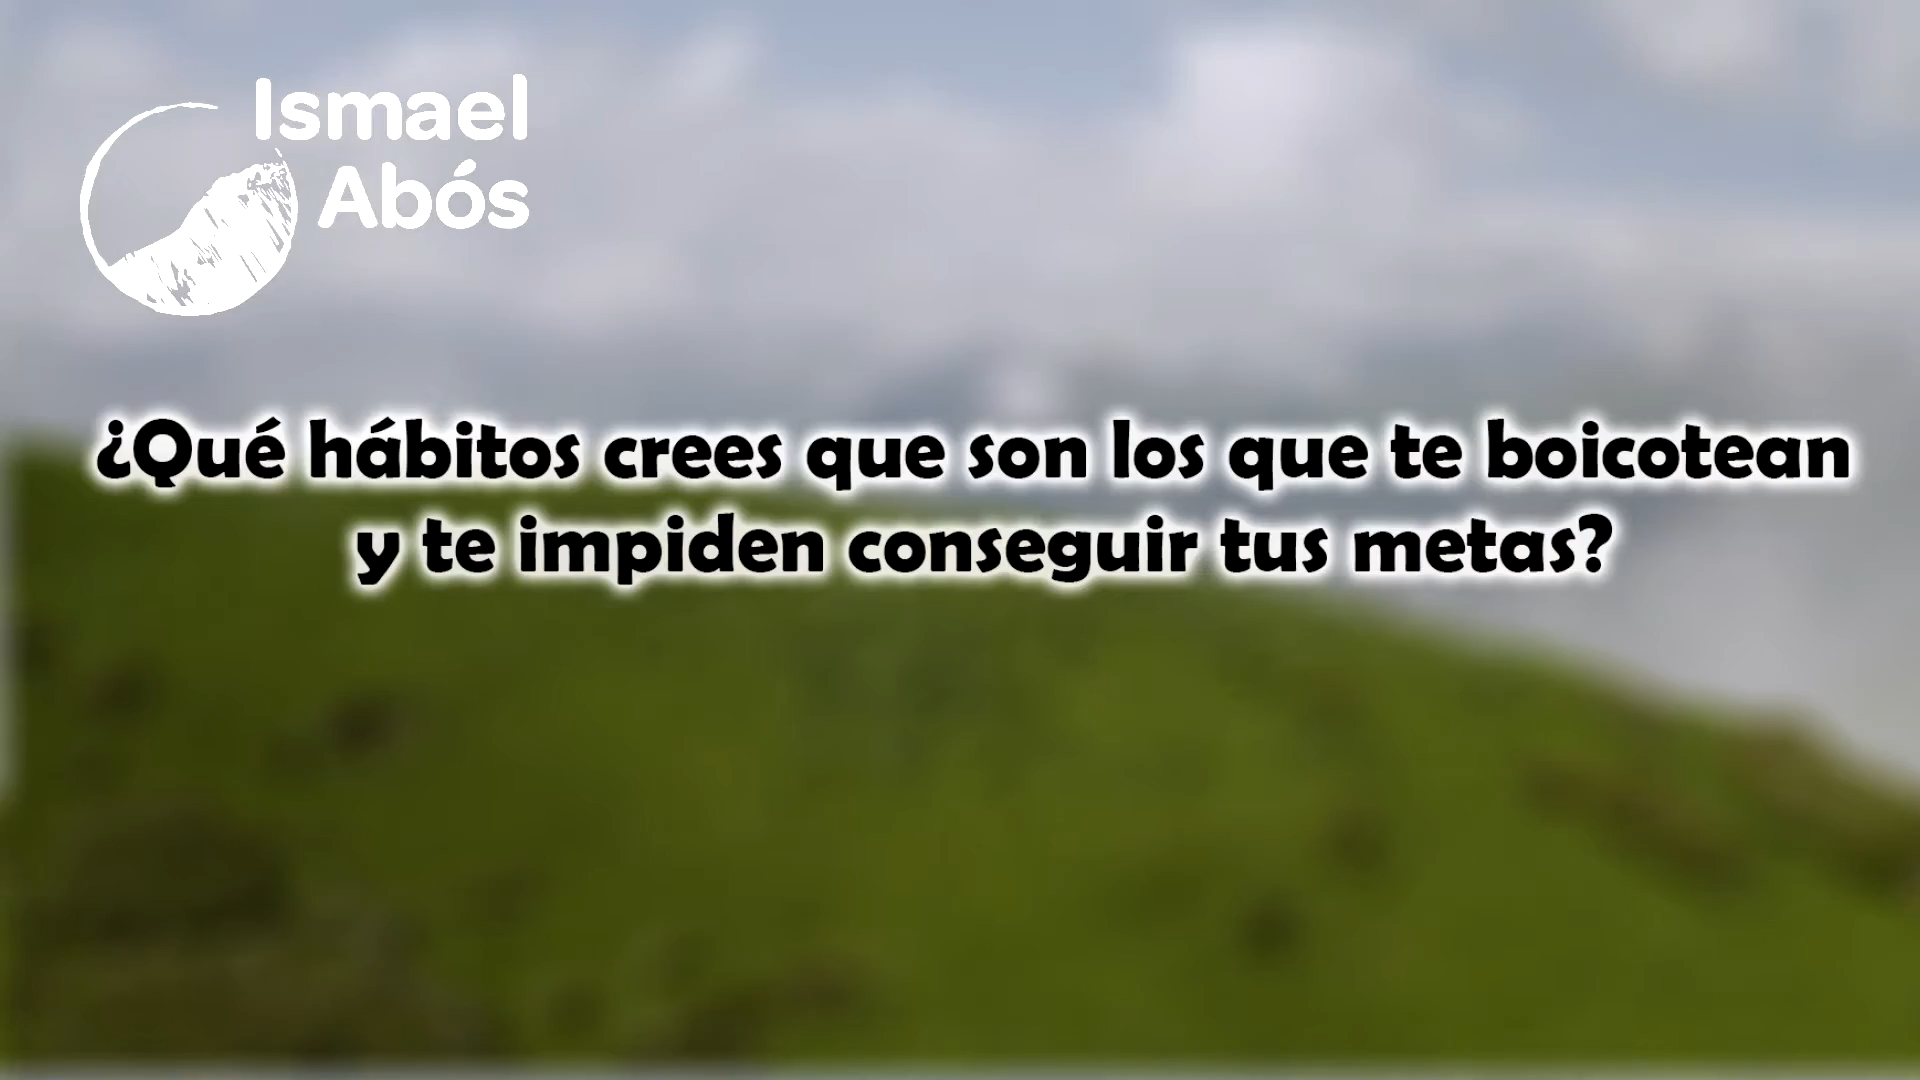 Ismael
Abós
¿Qué hábitos crees que son los que te boicotean
y te impiden conseguir tus metas?